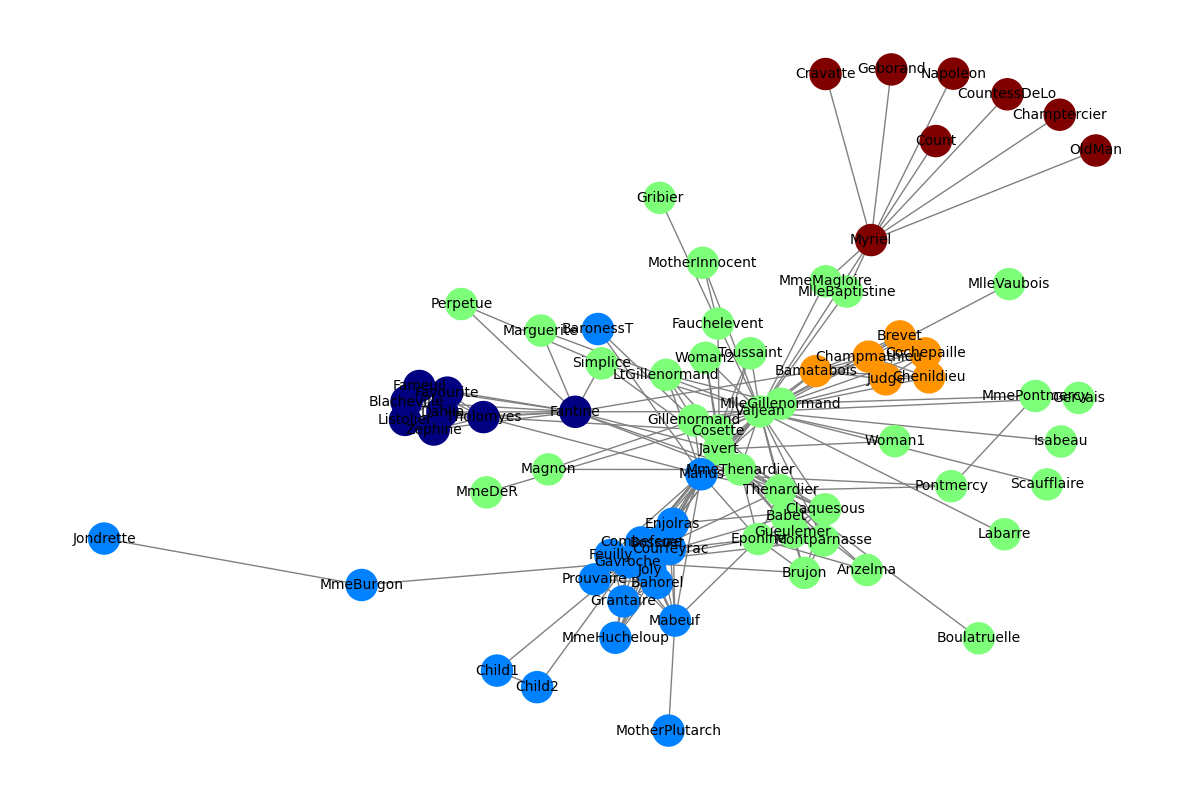 Cravatte
Geborand
Napoleon
CountessDeLo
Champtercier
Count
OldMan
Gribier
Myriel
MotherInnocent
MmeMagloire
MlleBaptistine
MlleVaubois
Perpetue
Marguerite
BaronessT
Fauchelevent
Brevet
Toussaint
Woman2
Champmathieu
Cochepaille
Simplice
LtGillenormand
Bamatabois
Judge
Chenildieu
Fameuil
Favourite
Blacheville
Dahlia
Listolier
Zephine
Tholomyes
Fantine
MlleGillenormand
Valjean
MmePontmercy
Gervais
Gillenormand
Cosette
Woman1
Isabeau
Javert
Magnon
Marius
MmeThenardier
MmeDeR
Thenardier
Pontmercy
Scaufflaire
Claquesous
Babet
Enjolras
Gueulemer
Labarre
Jondrette
Combeferre
Bossuet
Eponine
Montparnasse
Courfeyrac
Feuilly
Gavroche
Joly
Brujon
Anzelma
MmeBurgon
Prouvaire
Bahorel
Grantaire
Mabeuf
MmeHucheloup
Boulatruelle
Child1
Child2
MotherPlutarch